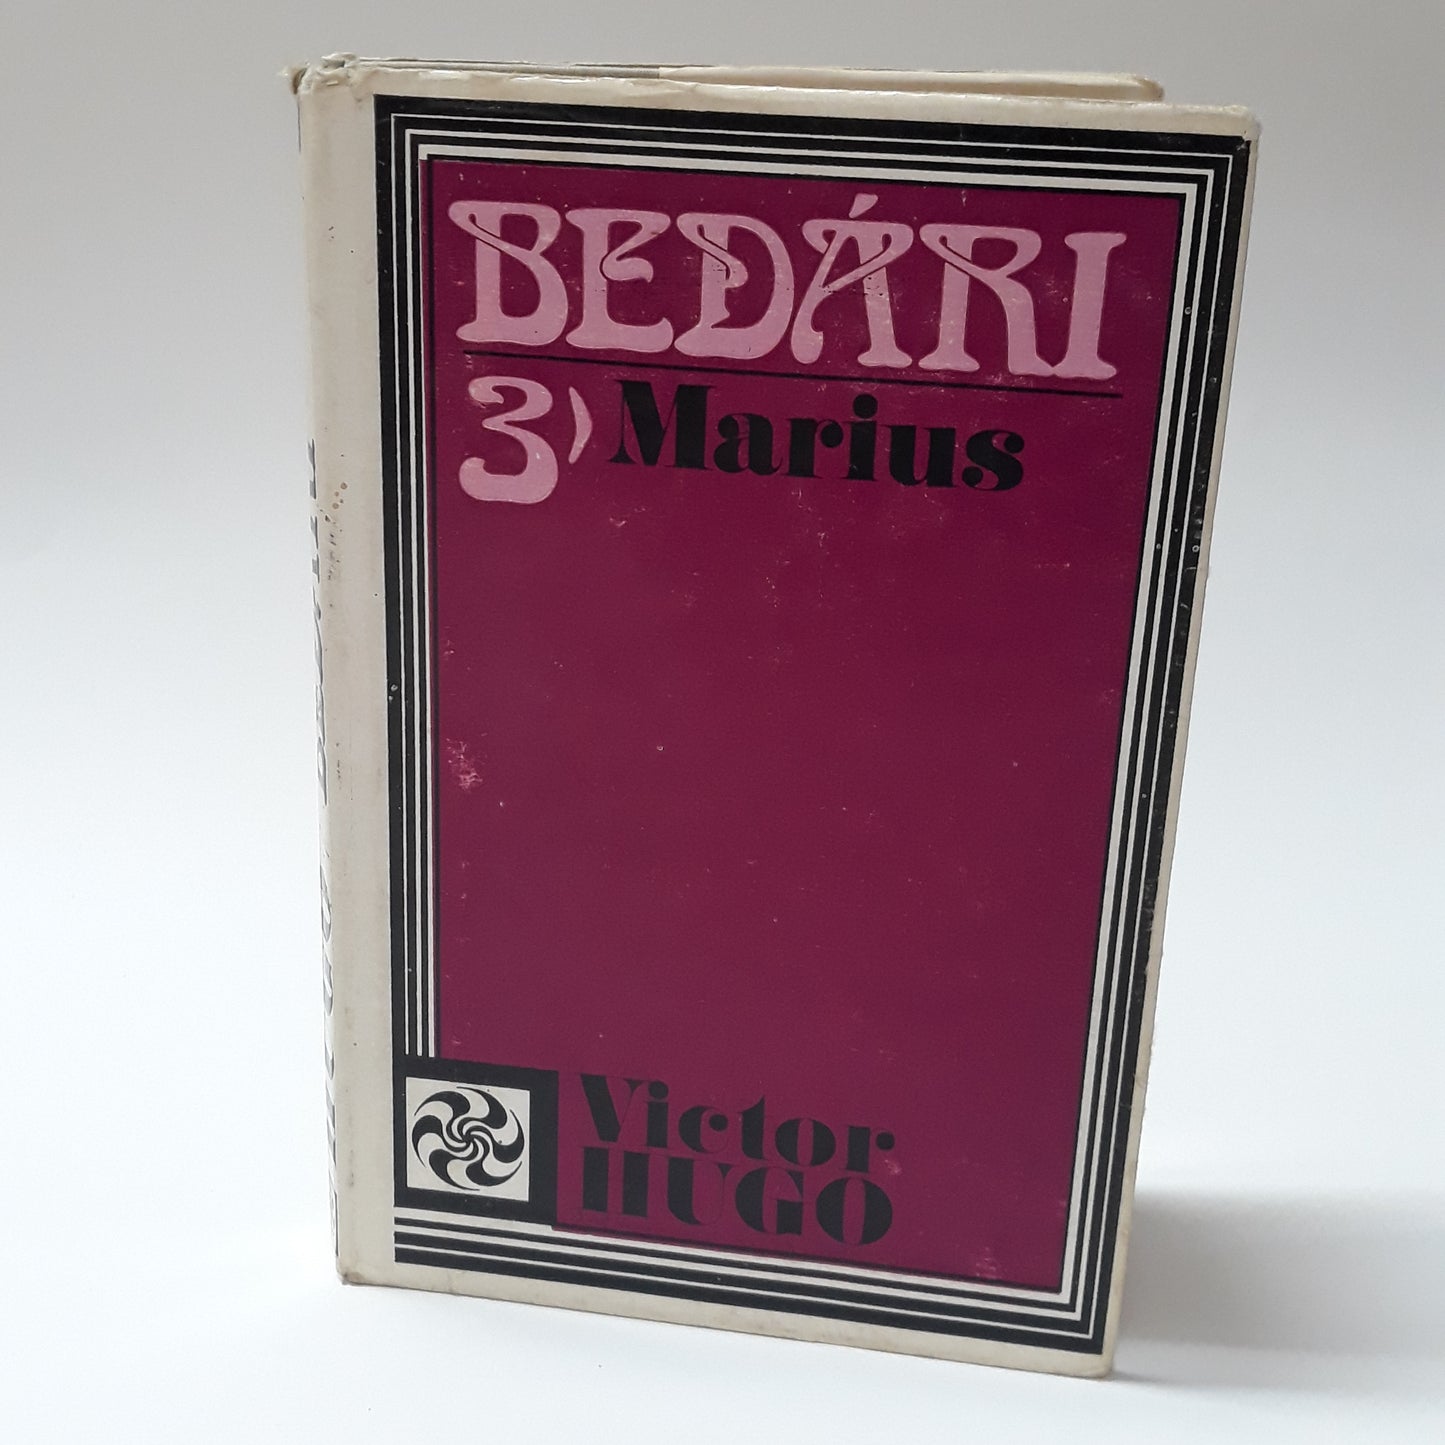 BEDÁRI
3) Marius
Victor
HUGO